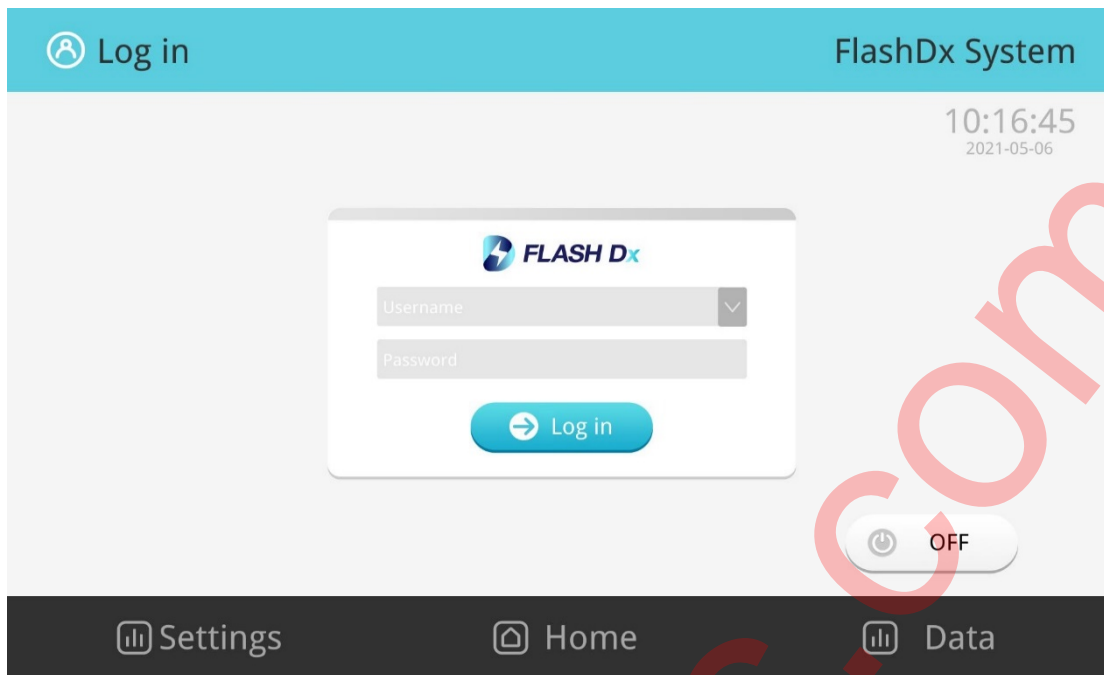 Log in
FlashDx System
10:16:45
2021-05-06
FLASH Dx
Username
Password
Log in
OFF
Settings
Home
Data